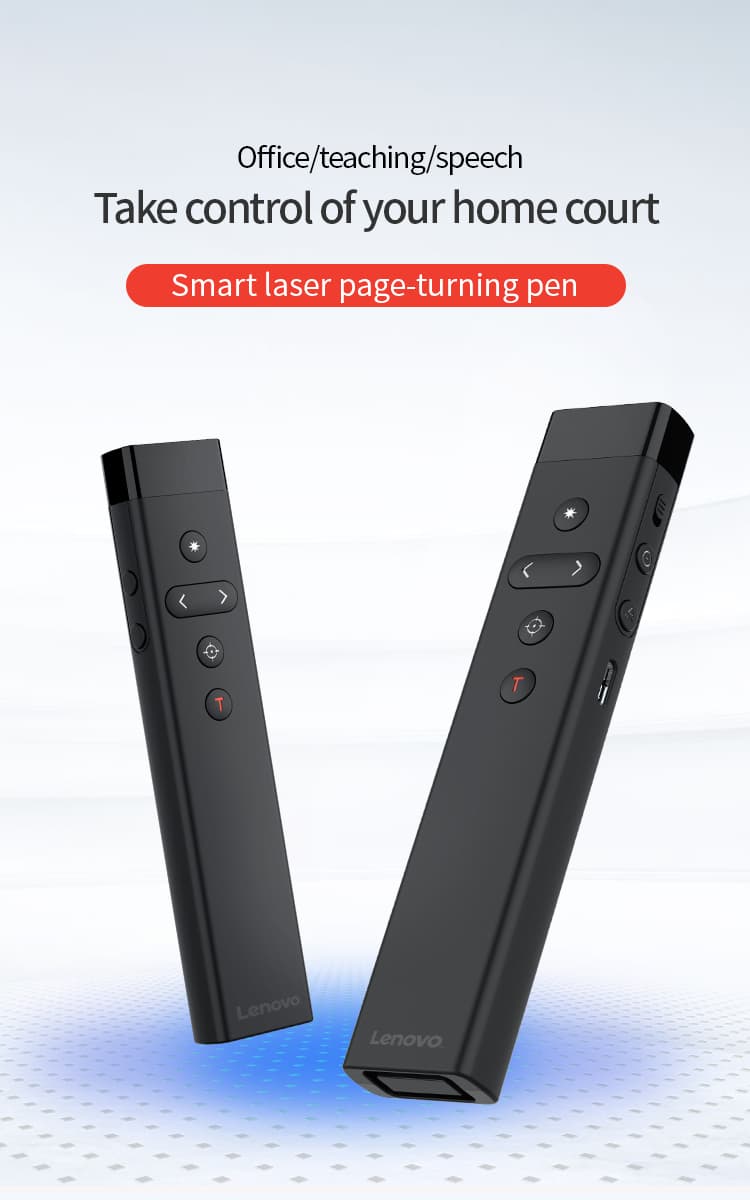 Office/teaching/speech
Take control of your home court
Smart laser page-turning pen
T
T
Lenovo
Lenovo